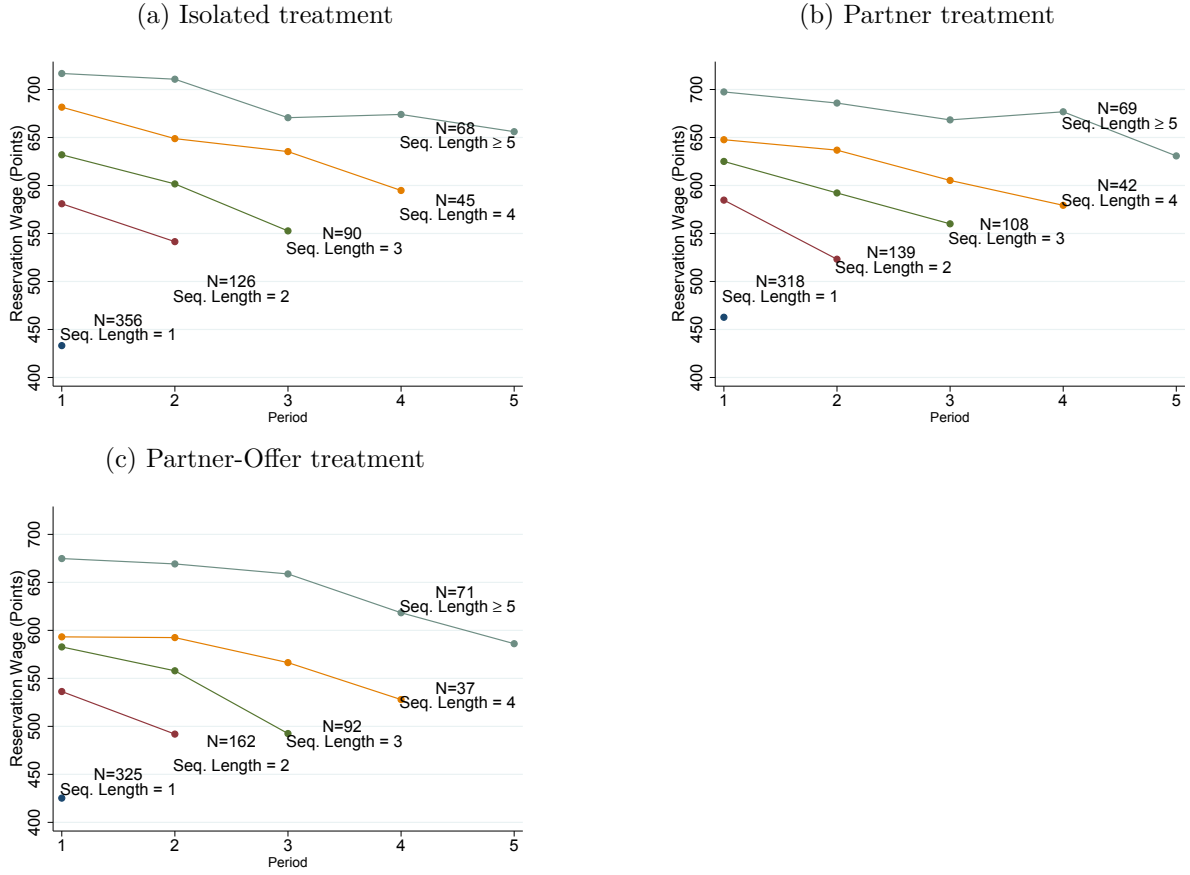 (a) Isolated treatment
Reservation Wage (Points)
700
650
600
550
500
450
400
N=68
Seq. Length ≥ 5
N=45
Seq. Length = 4
N=90
Seq. Length = 3
N=126
Seq. Length = 2
N=356
Seq. Length = 1
1 2 3 4 5
Period
(b) Partner treatment
Reservation Wage (Points)
700
650
600
550
500
450
400
N=69
Seq. Length ≥ 5
N=42
Seq. Length = 4
N=108
Seq. Length = 3
N=139
Seq. Length = 2
N=318
Seq. Length = 1
1 2 3 4 5
Period
(c) Partner-Offer treatment
Reservation Wage (Points)
700
650
600
550
500
450
400
N=71
Seq. Length ≥ 5
N=37
Seq. Length = 4
N=92
Seq. Length = 3
N=162
Seq. Length = 2
N=325
Seq. Length = 1
1 2 3 4 5
Period